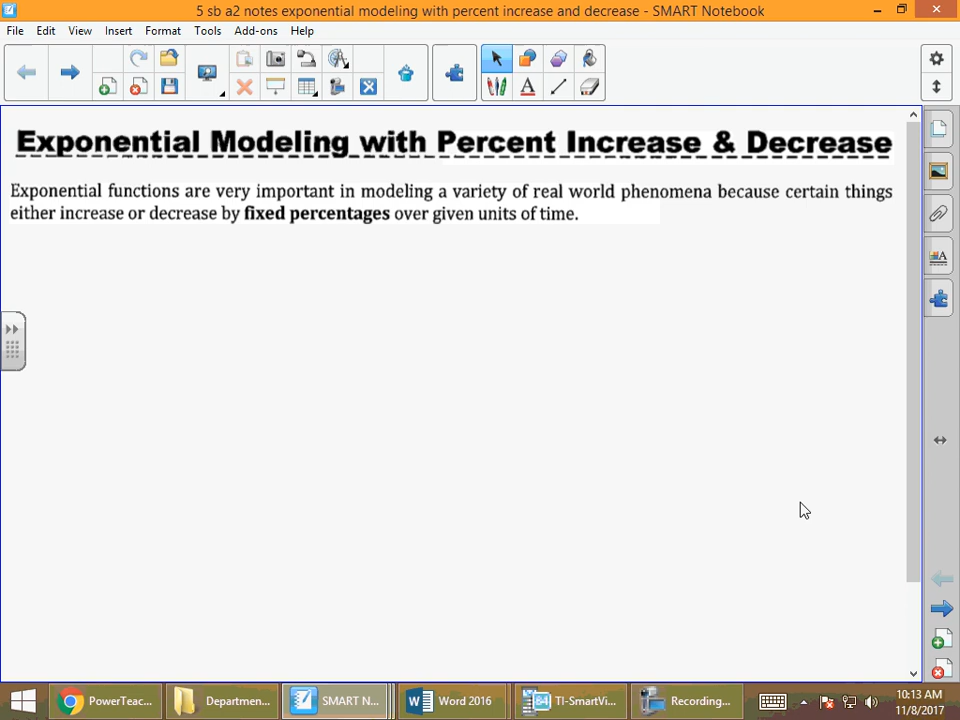 5 sb a2 notes exponential modeling with percent increase and decrease - SMART Notebook
File Edit View Insert Format Tools Add-ons Help
Exponential Modeling with Percent Increase & Decrease
Exponential functions are very important in modeling a variety of real world phenomena because certain things
either increase or decrease by fixed percentages over given units of time.
PowerTeac... Departmen... SMART N... Word 2016 TI-SmartVi... Recording... 10:13 AM
11/8/2017